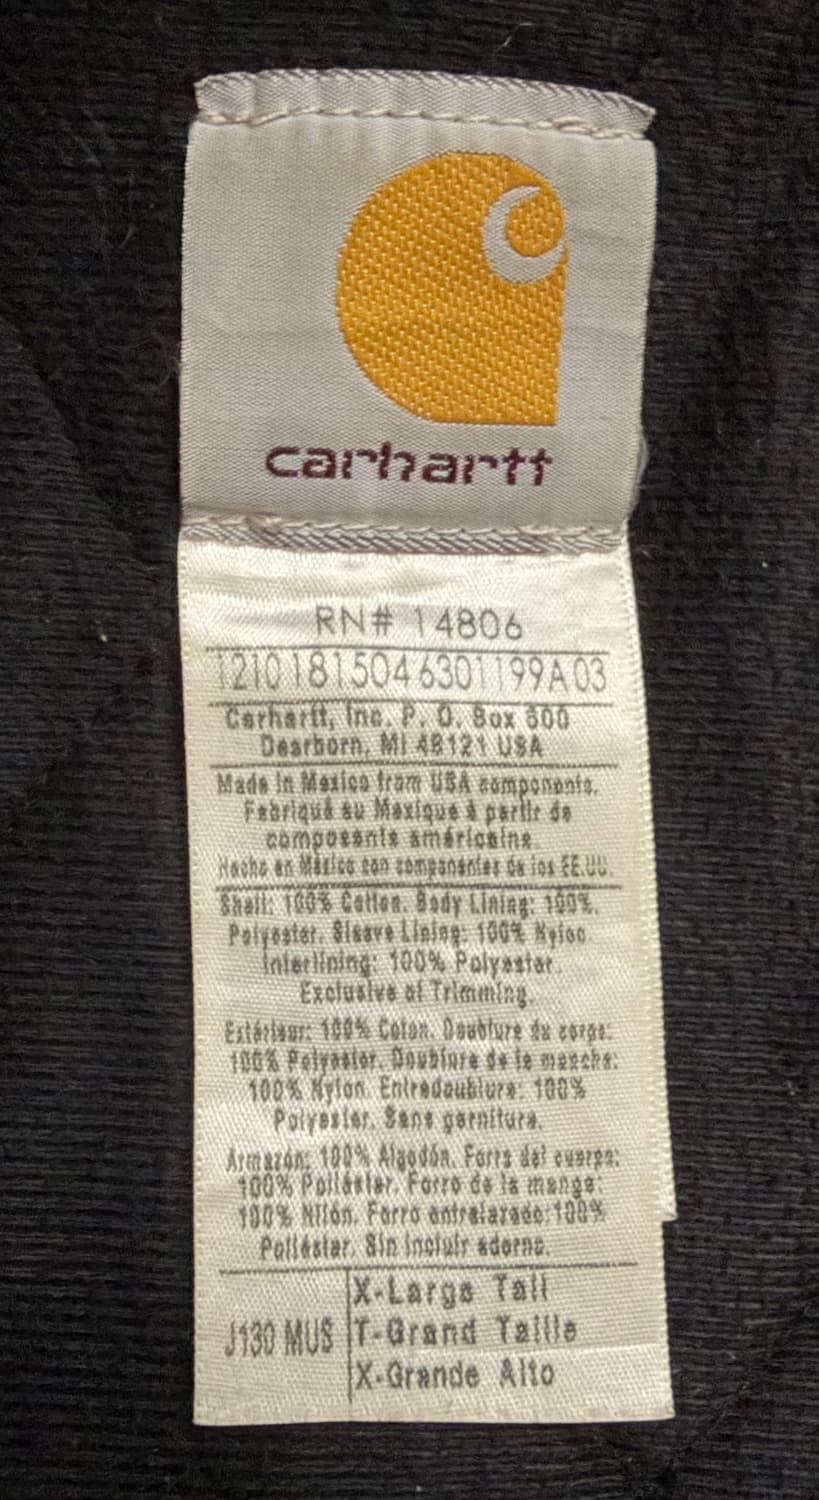 carhartt
RN# 14806
12101815046301199A03
Carhartt, Inc. P. O. Box 600
Dearborn, MI 48121 USA
Made in Mexico from USA components.
Fabriqué au Mexique à partir de
composants américains.
Hecho en México con componentes de los EE.UU.
Shell: 100% Cotton. Body Lining: 100%.
Polyester. Sleeve Lining: 100% Nylon.
Interlining: 100% Polyester.
Exclusive of Trimming.
Extérieur: 100% Coton. Doublure du corps:
100% Polyester. Doublure de la manche:
100% Nylon. Entredoublure: 100%
Polyester. Sans garniture.
Armazón: 100% Algodón. Forro del cuerpo:
100% Poliéster. Forro de la manga:
100% Nilón. Forro entrelazado:100%
Poliéster. Sin incluir adorno.
J130 MUS
X-Large Tall
T-Grand Taille
X-Grande Alto